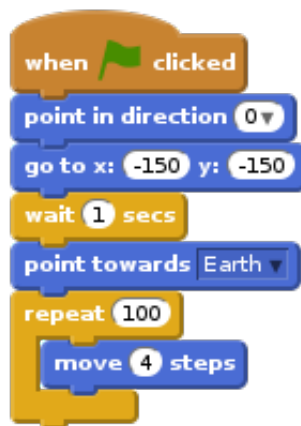 when clicked
point in direction 0
go to x: -150 y: -150
wait 1 secs
point towards Earth
repeat 100
move 4 steps